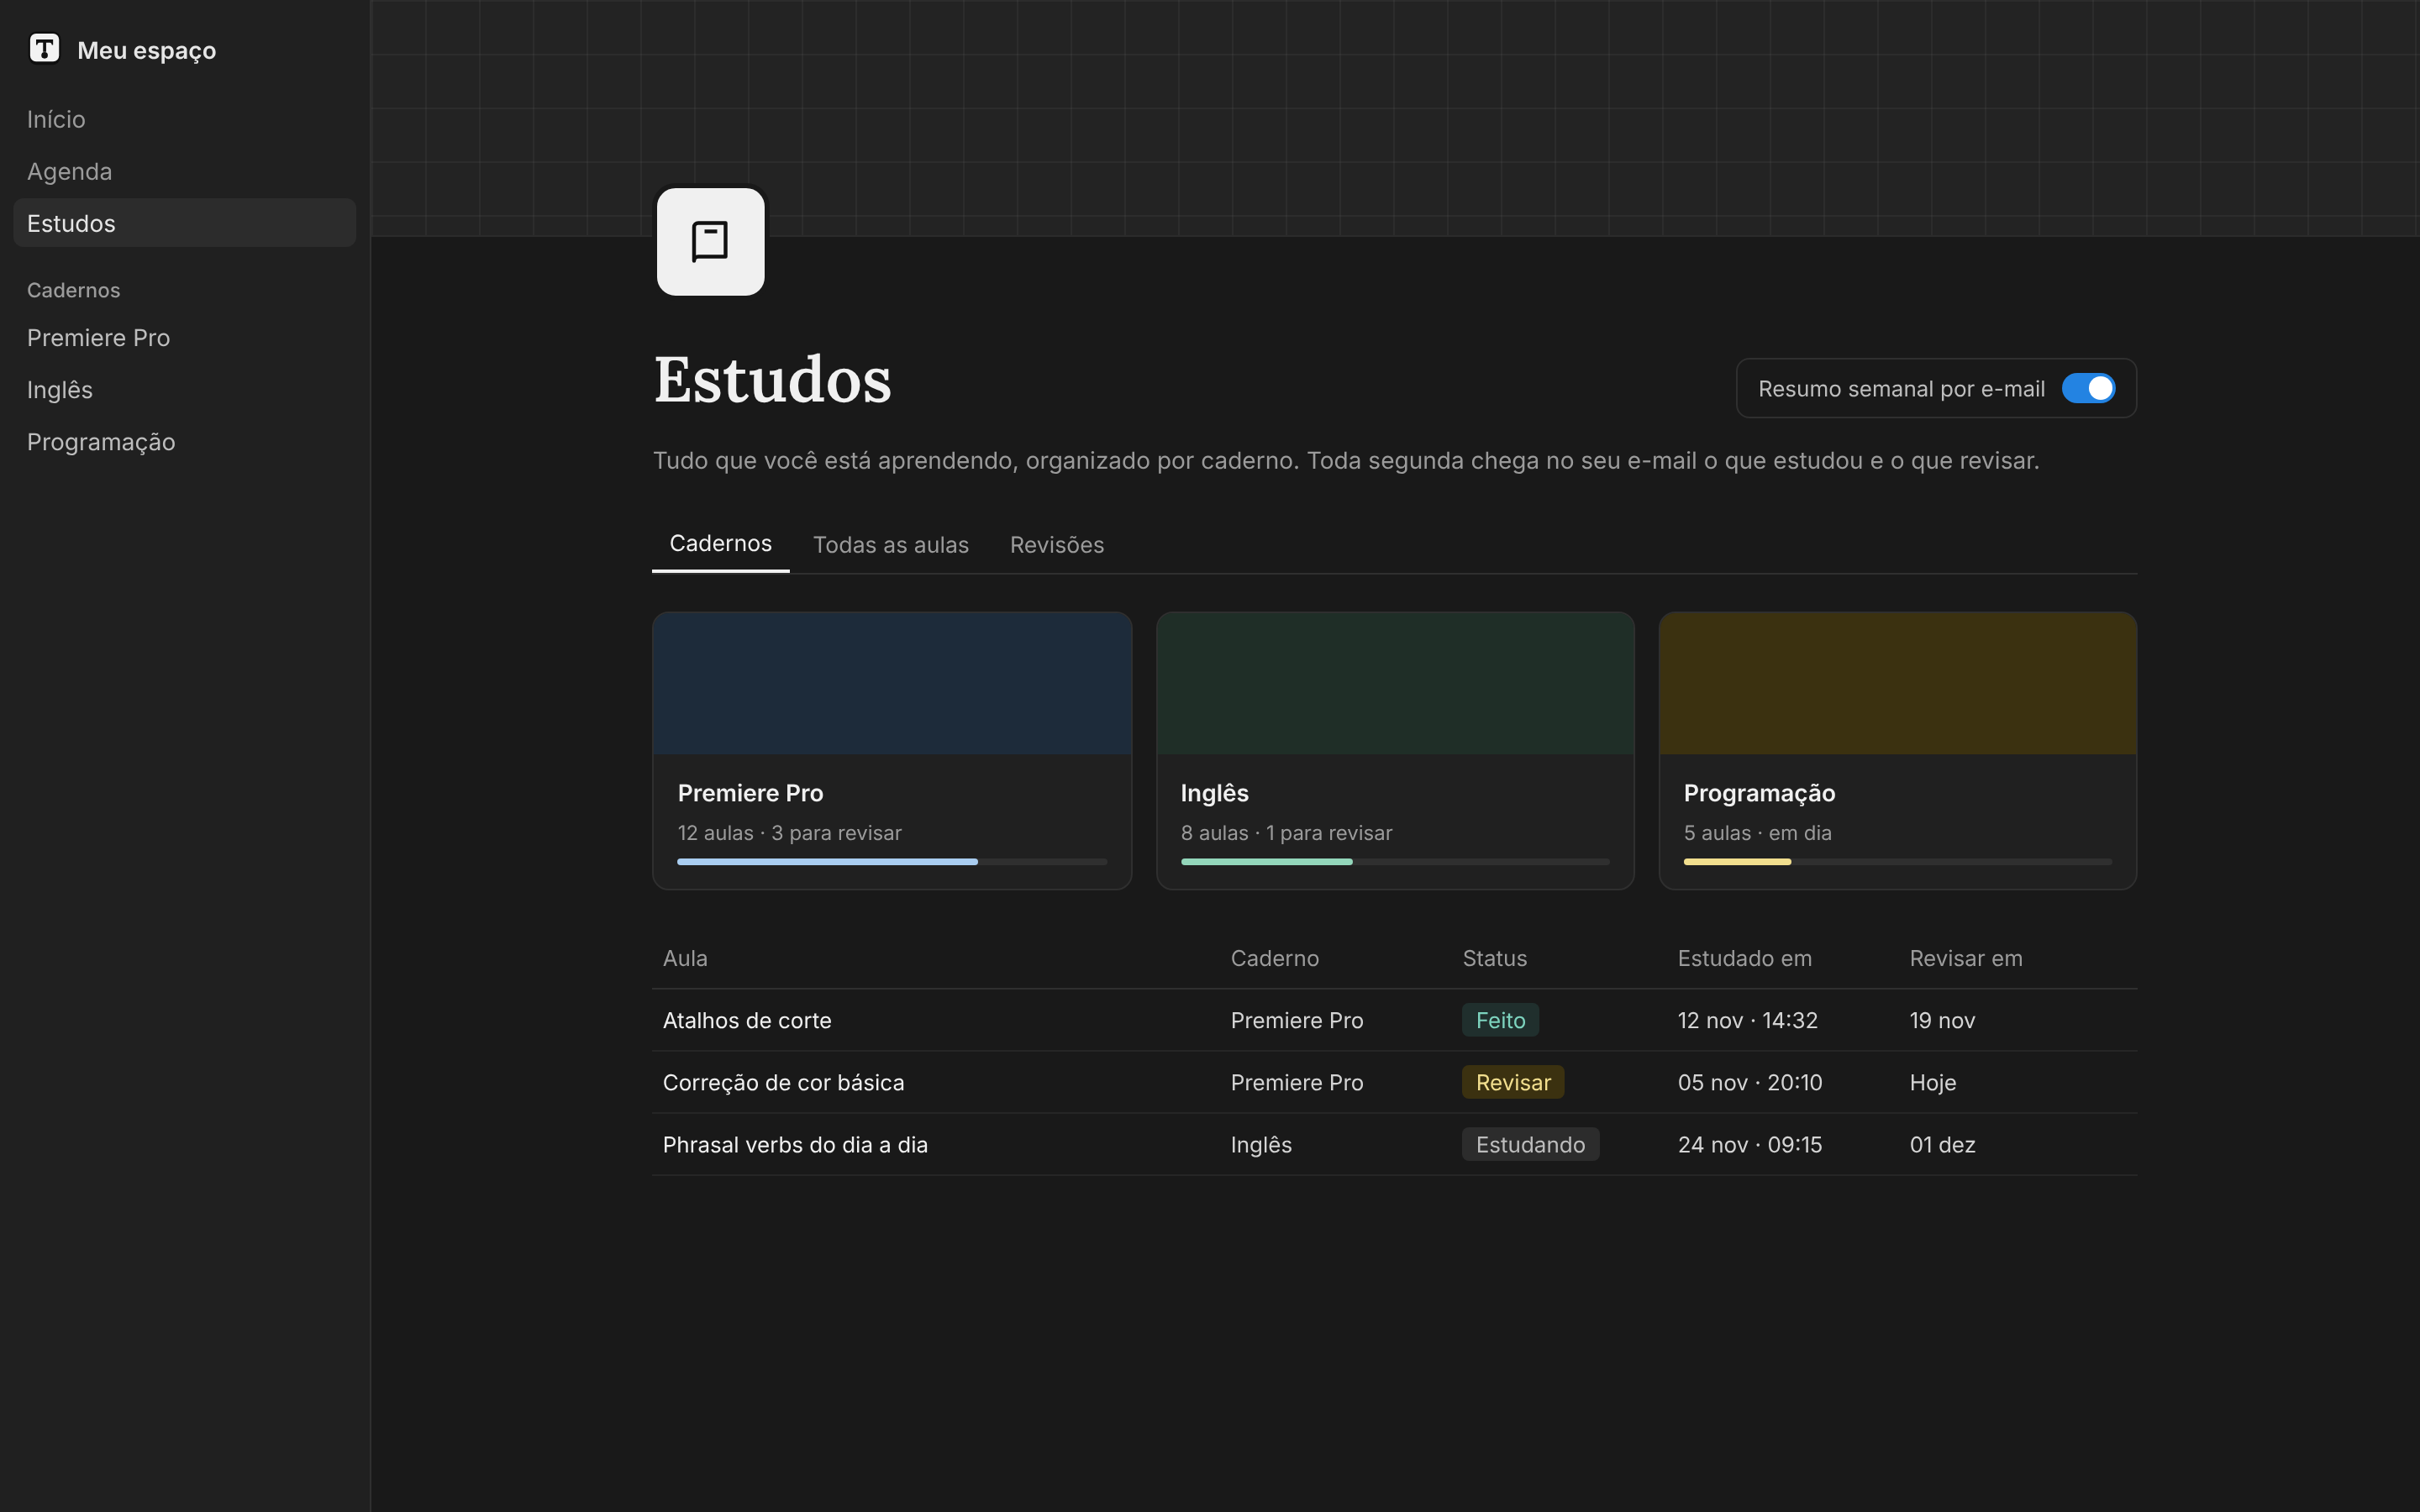 Meu espaço
Início
Agenda
Estudos
Cadernos
Premiere Pro
Inglês
Programação
Estudos
Resumo semanal por e-mail
Tudo que você está aprendendo, organizado por caderno. Toda segunda chega no seu e-mail o que estudou e o que revisar.
Cadernos Todas as aulas Revisões
Premiere Pro
12 aulas · 3 para revisar
Inglês
8 aulas · 1 para revisar
Programação
5 aulas · em dia
Aula Caderno Status Estudado em Revisar em
Atalhos de corte Premiere Pro Feito 12 nov · 14:32 19 nov
Correção de cor básica Premiere Pro Revisar 05 nov · 20:10 Hoje
Phrasal verbs do dia a dia Inglês Estudando 24 nov · 09:15 01 dez